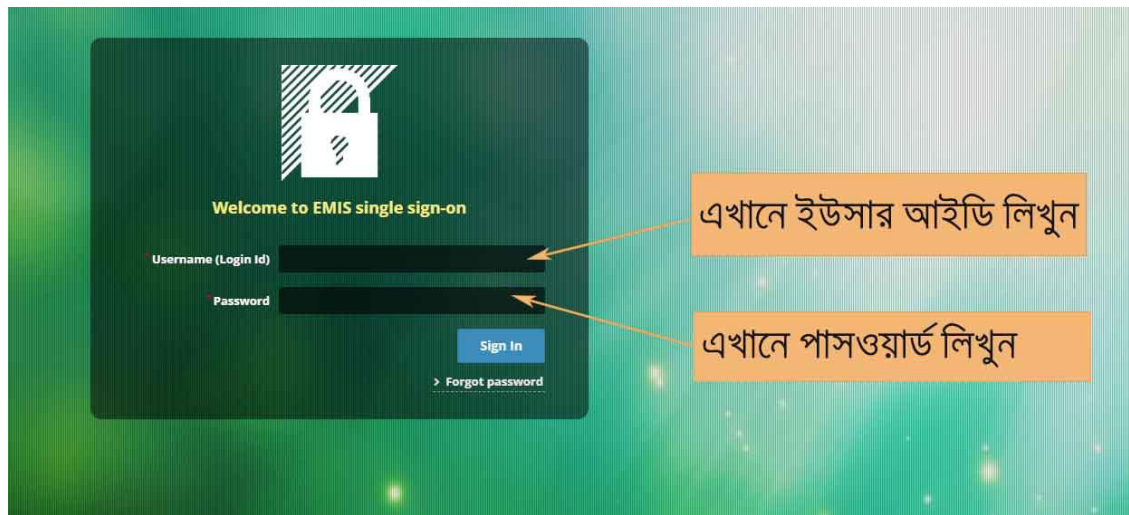 Welcome to EMIS single sign-on
এখানে ইউসার আইডি লিখুন
*Username (Login Id)
*Password
এখানে পাসওয়ার্ড লিখুন
Sign In
> Forgot password